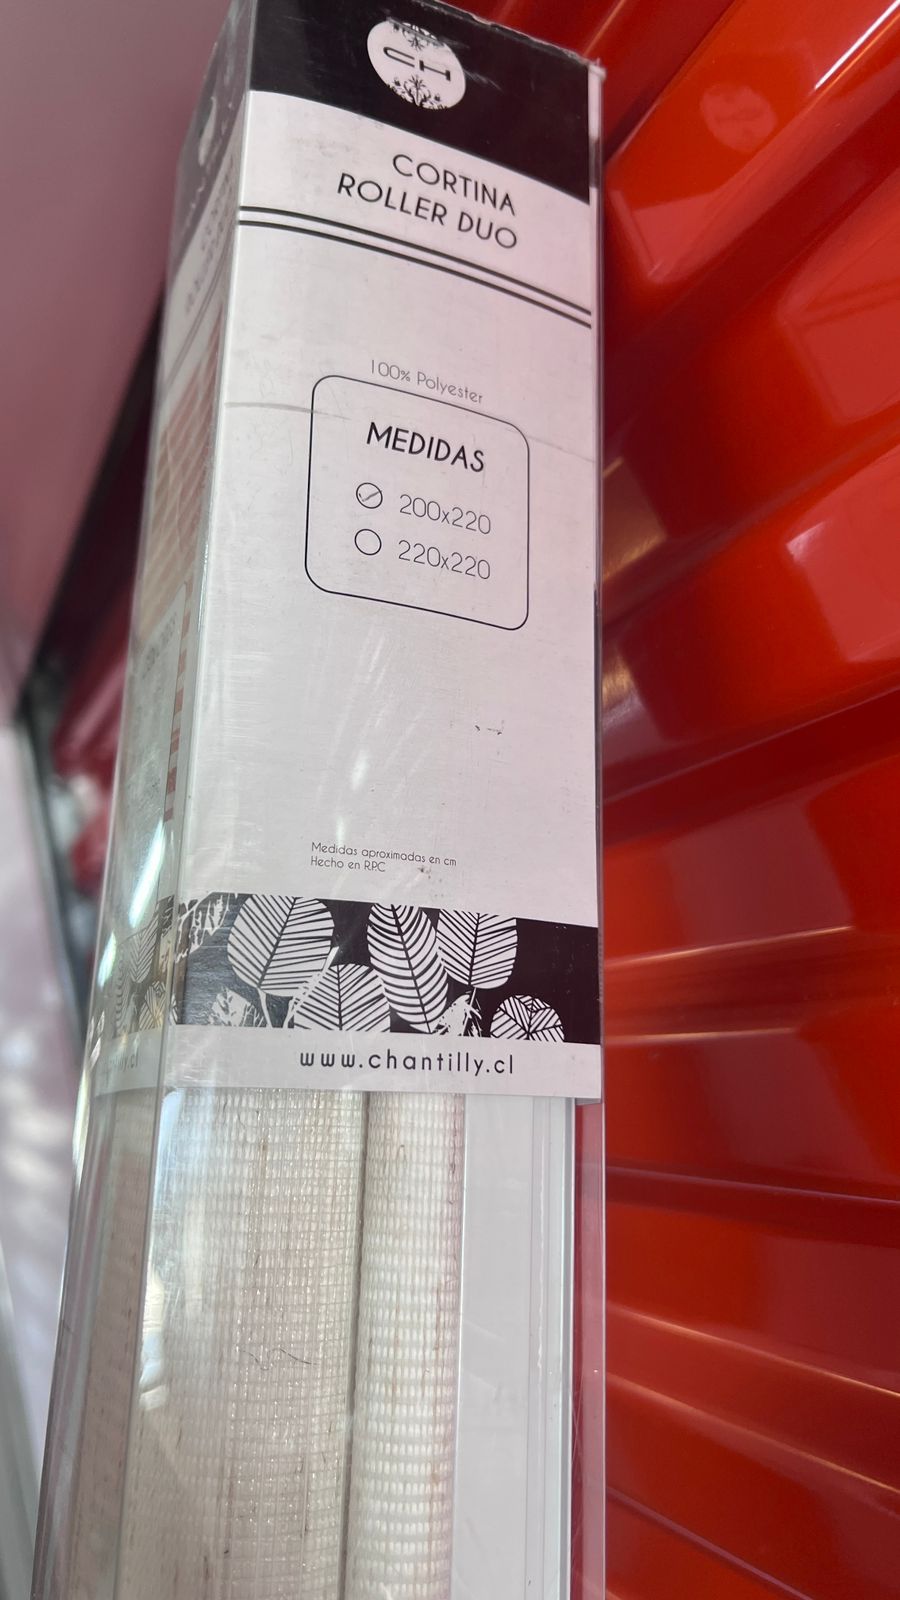 CH
CORTINA
ROLLER DUO
100% Polyester
MEDIDAS
200x220
220x220
Medidas aproximadas en cm
Hecho en R.P.C
www.chantilly.cl